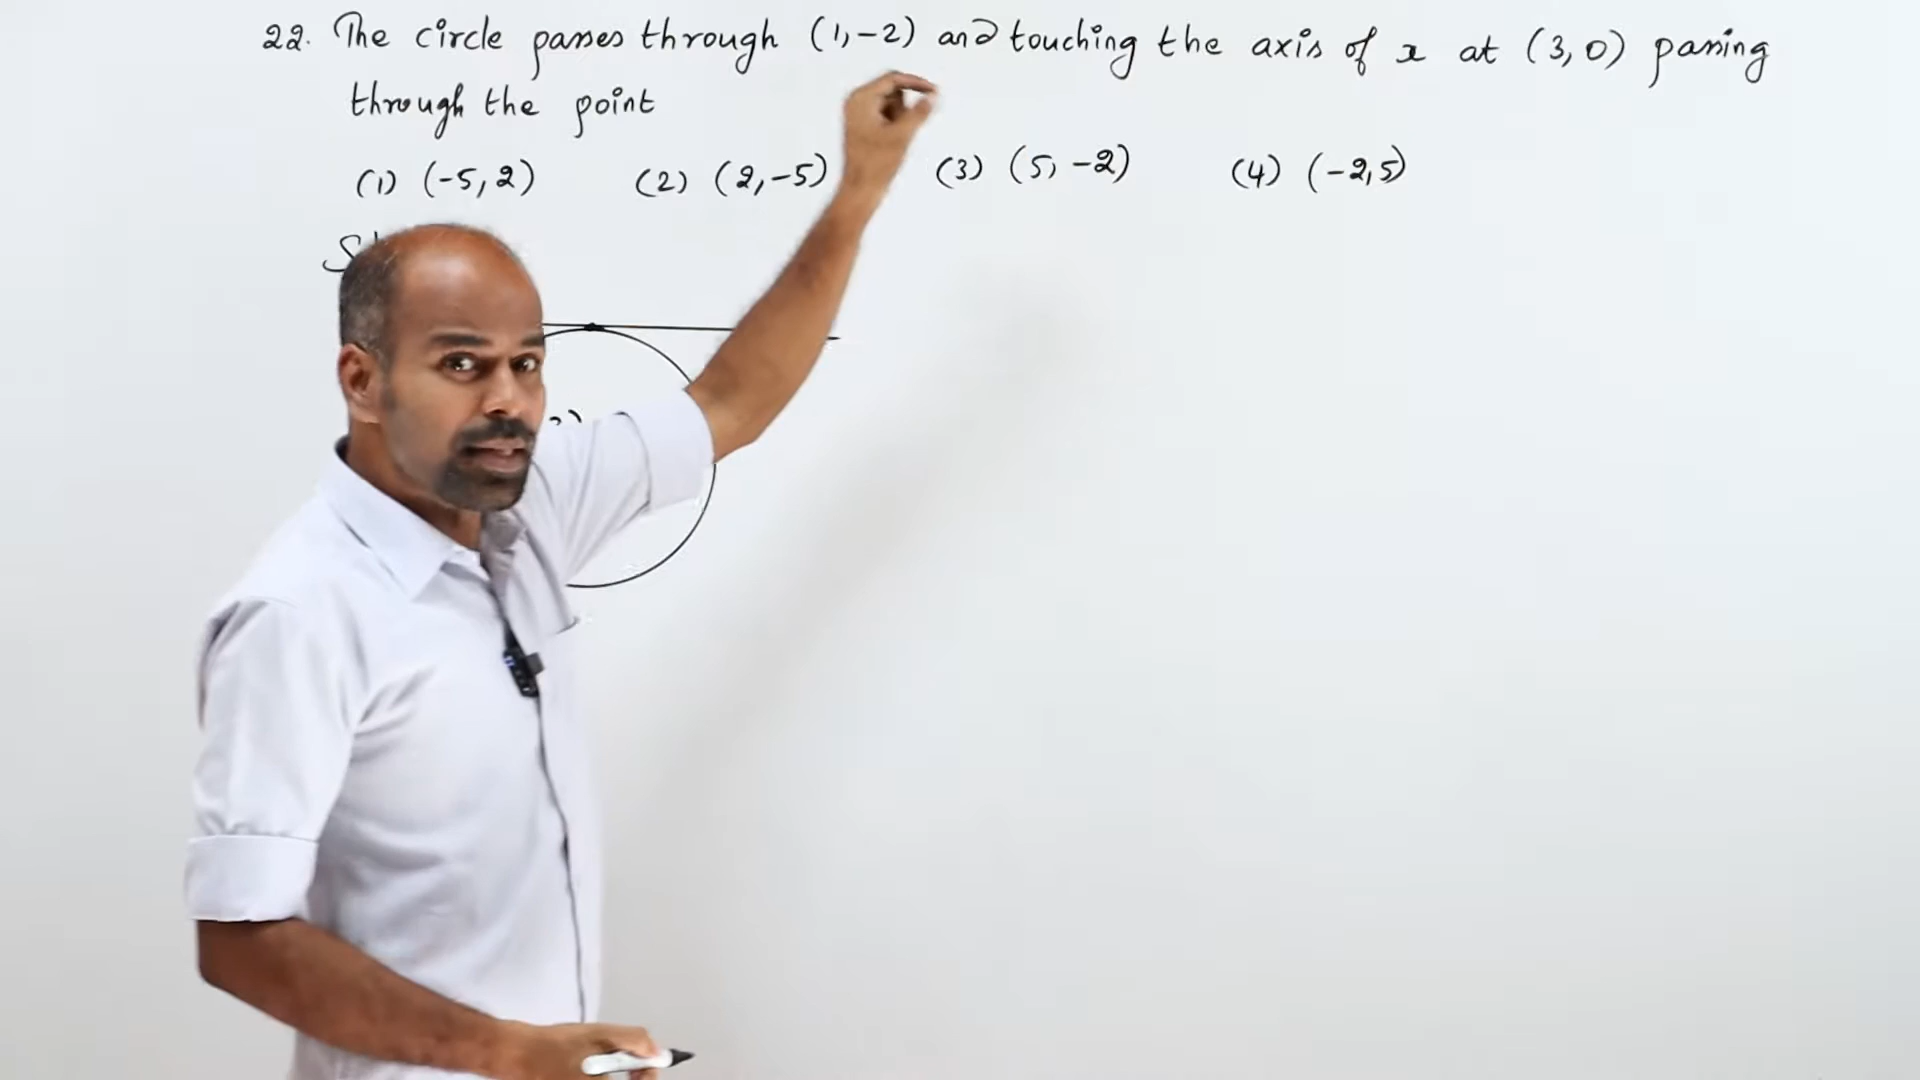 22. The circle passes through (1,-2) and touching the axis of x at (3,0) passing
through the point
(1) (-5,2) (2) (2,-5) (3) (5,-2) (4) (-2,5)